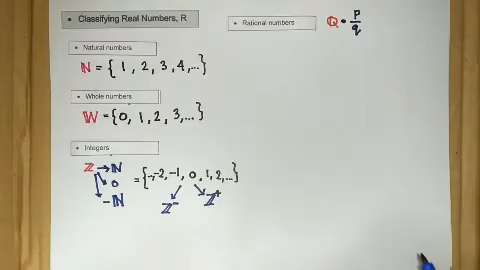 • Classifying Real Numbers, R
• Natural numbers
ℕ = { 1 , 2 , 3 , 4 , ... }
• Whole numbers
𝕎 = { 0 , 1 , 2 , 3 , ... }
• Integers
ℤ → ℕ
0
-ℕ
= { ..., -2 , -1 , 0 , 1 , 2 , ... }
ℤ⁻ ℤ⁺
• Rational numbers
ℚ • p/q